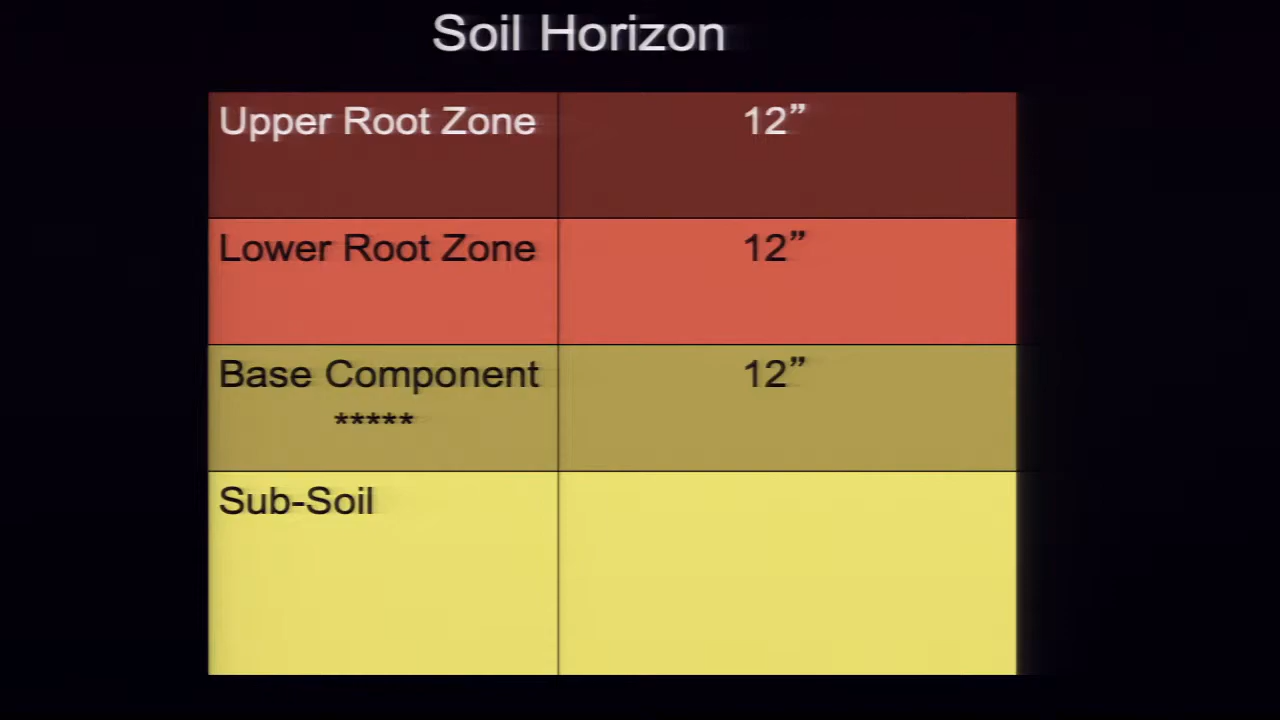 Soil Horizon
Upper Root Zone 12”
Lower Root Zone 12”
Base Component 12”
*****
Sub-Soil